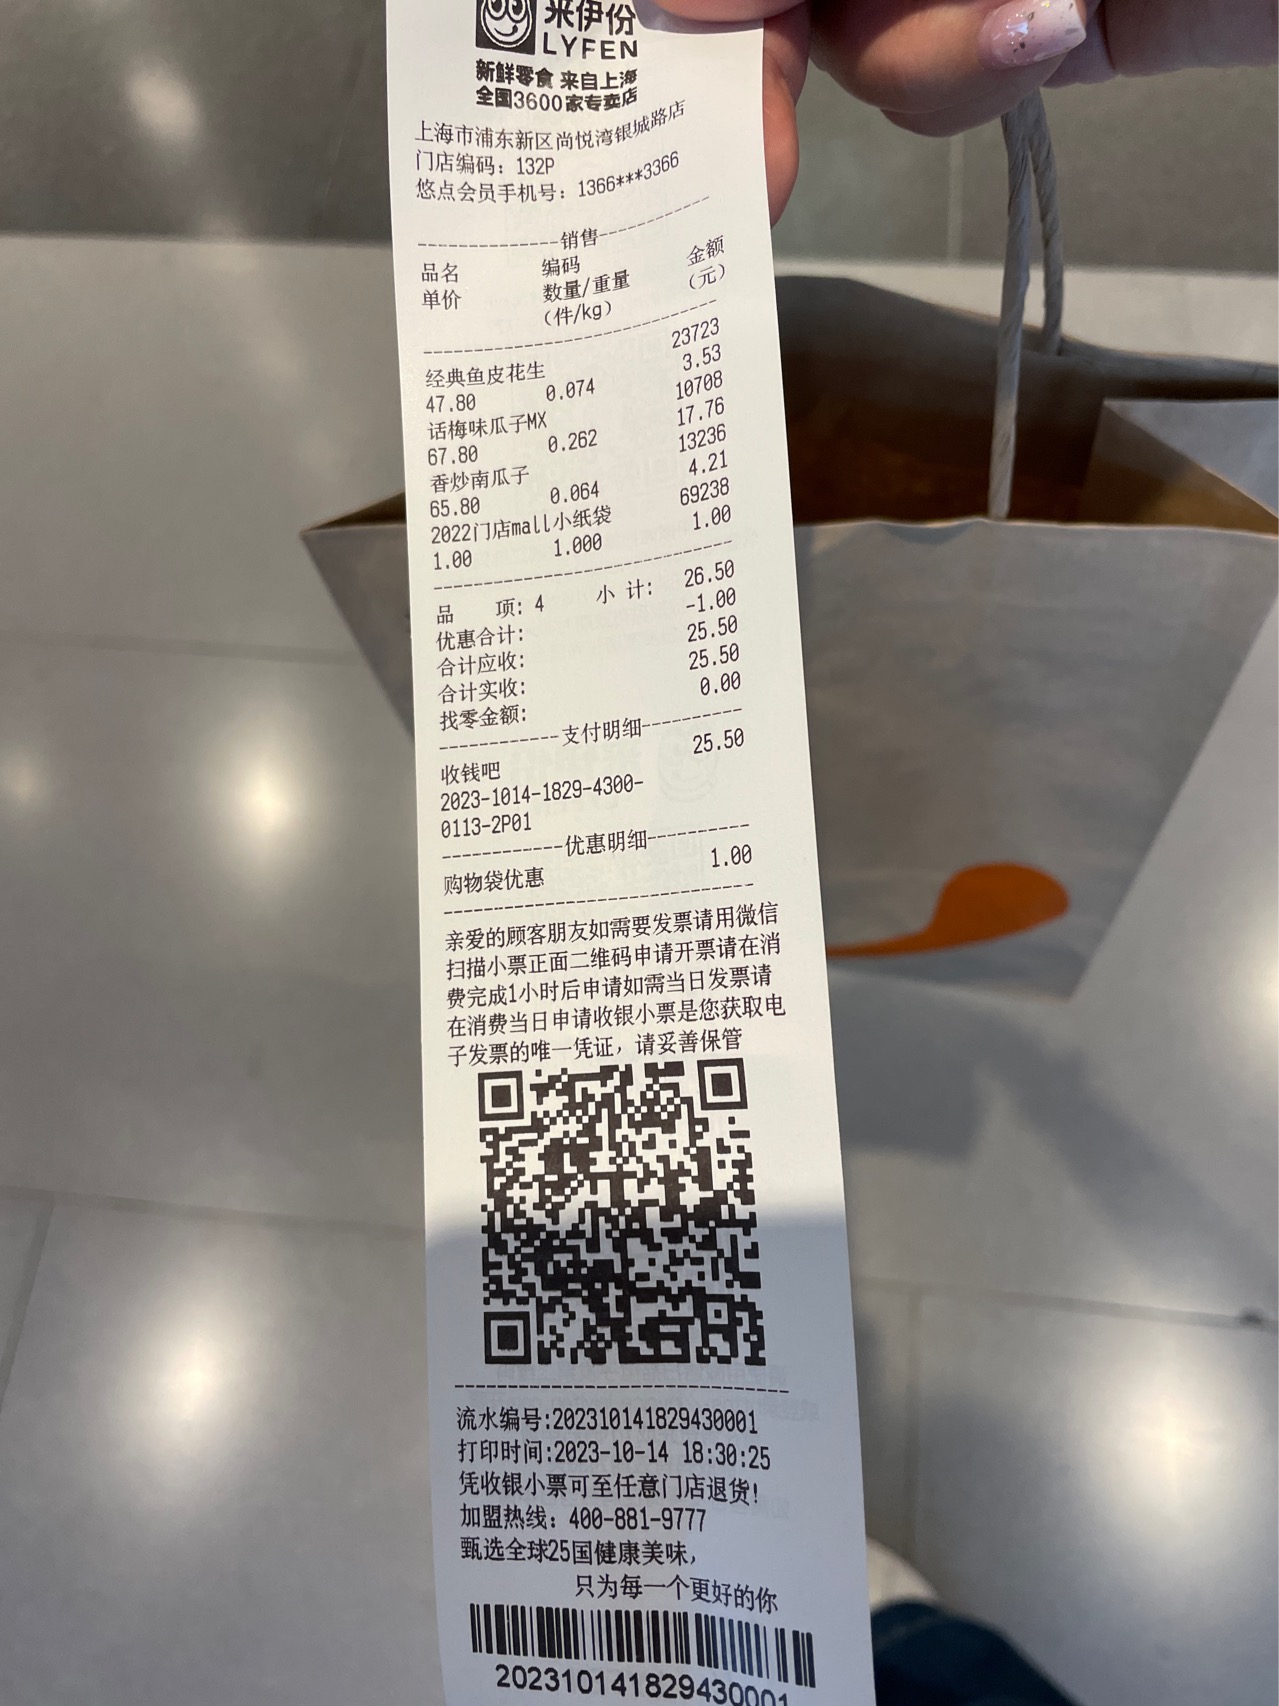 来伊份
LYFEN
新鲜零食 来自上海
全国3600家专卖店
上海市浦东新区尚悦湾银城路店
门店编码：132P
悠点会员手机号：1366***3366
--------------销售-----------
品名 编码 金额
单价 数量/重量 （元）
（件/kg）
23723
经典鱼皮花生 3.53
47.80 0.074 10708
话梅味瓜子MX 17.76
67.80 0.262 13236
香炒南瓜子 4.21
65.80 0.064 69238
2022门店mall小纸袋 1.00
1.00 1.000
品 项: 4 小 计: 26.50
优惠合计: -1.00
合计应收: 25.50
合计实收: 25.50
找零金额: 0.00
------------支付明细----------
收钱吧 25.50
2023-1014-1829-4300-
0113-2P01
------------优惠明细----------
购物袋优惠 1.00
亲爱的顾客朋友如需要发票请用微信
扫描小票正面二维码申请开票请在消
费完成1小时后申请如需当日发票请
在消费当日申请收银小票是您获取电
子发票的唯一凭证，请妥善保管
流水编号:202310141829430001
打印时间:2023-10-14 18:30:25
凭收银小票可至任意门店退货!
加盟热线：400-881-9777
甄选全球25国健康美味，
只为每一个更好的你
202310141829430001